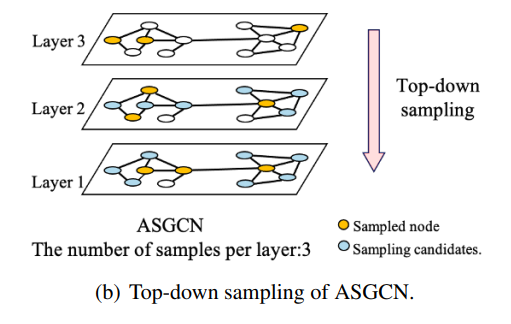 Layer 3
Layer 2
Layer 1
Top-down
sampling
ASGCN
The number of samples per layer:3
Sampled node
Sampling candidates.
(b) Top-down sampling of ASGCN.